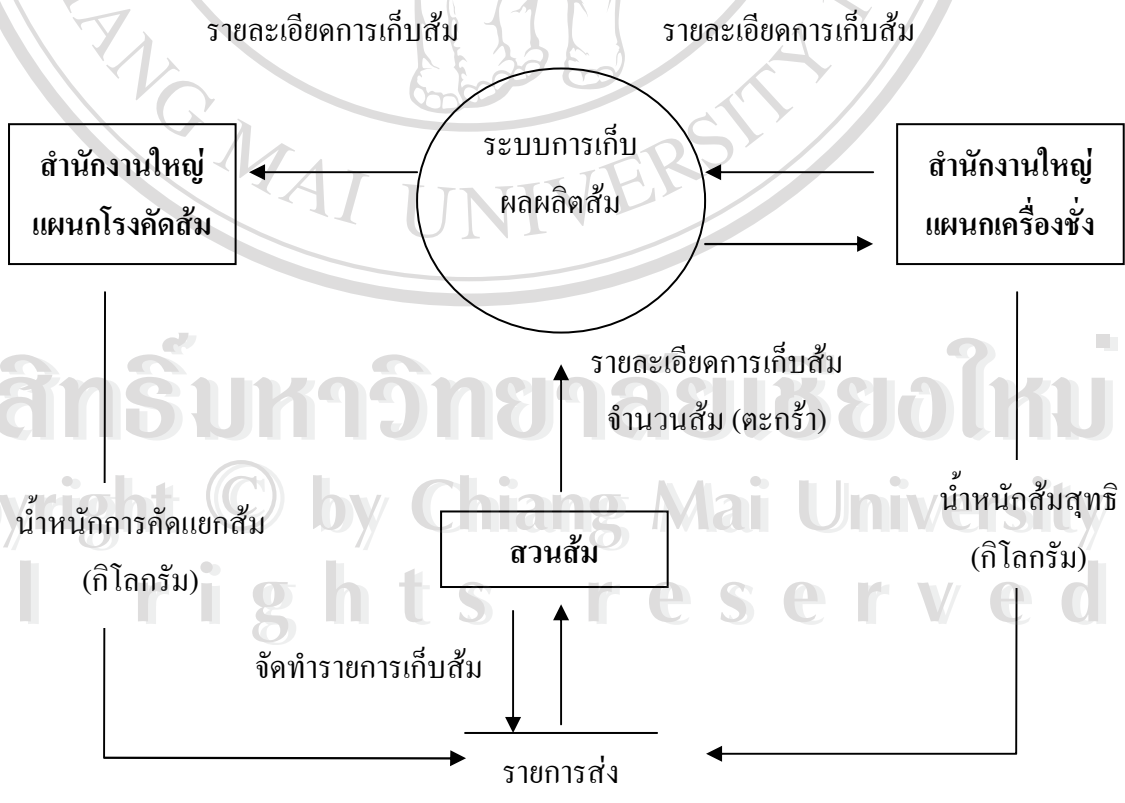 รายละเอียดการเก็บส้ม
รายละเอียดการเก็บส้ม
สำนักงานใหญ่
แผนกโรงคัดส้ม
ระบบการเก็บ
ผลผลิตส้ม
สำนักงานใหญ่
แผนกเครื่องชั่ง
CHIANG MAI UNIVERSITY
รายละเอียดการเก็บส้ม
จำนวนส้ม (ตะกร้า)
สิทธิ์มหาวิทยาลัยเชียงใหม่
yright © by Chiang Mai University
l rights reserved
น้ำหนักการคัดแยกส้ม
(กิโลกรัม)
สวนส้ม
น้ำหนักส้มสุทธิ
(กิโลกรัม)
จัดทำรายการเก็บส้ม
รายการส่ง